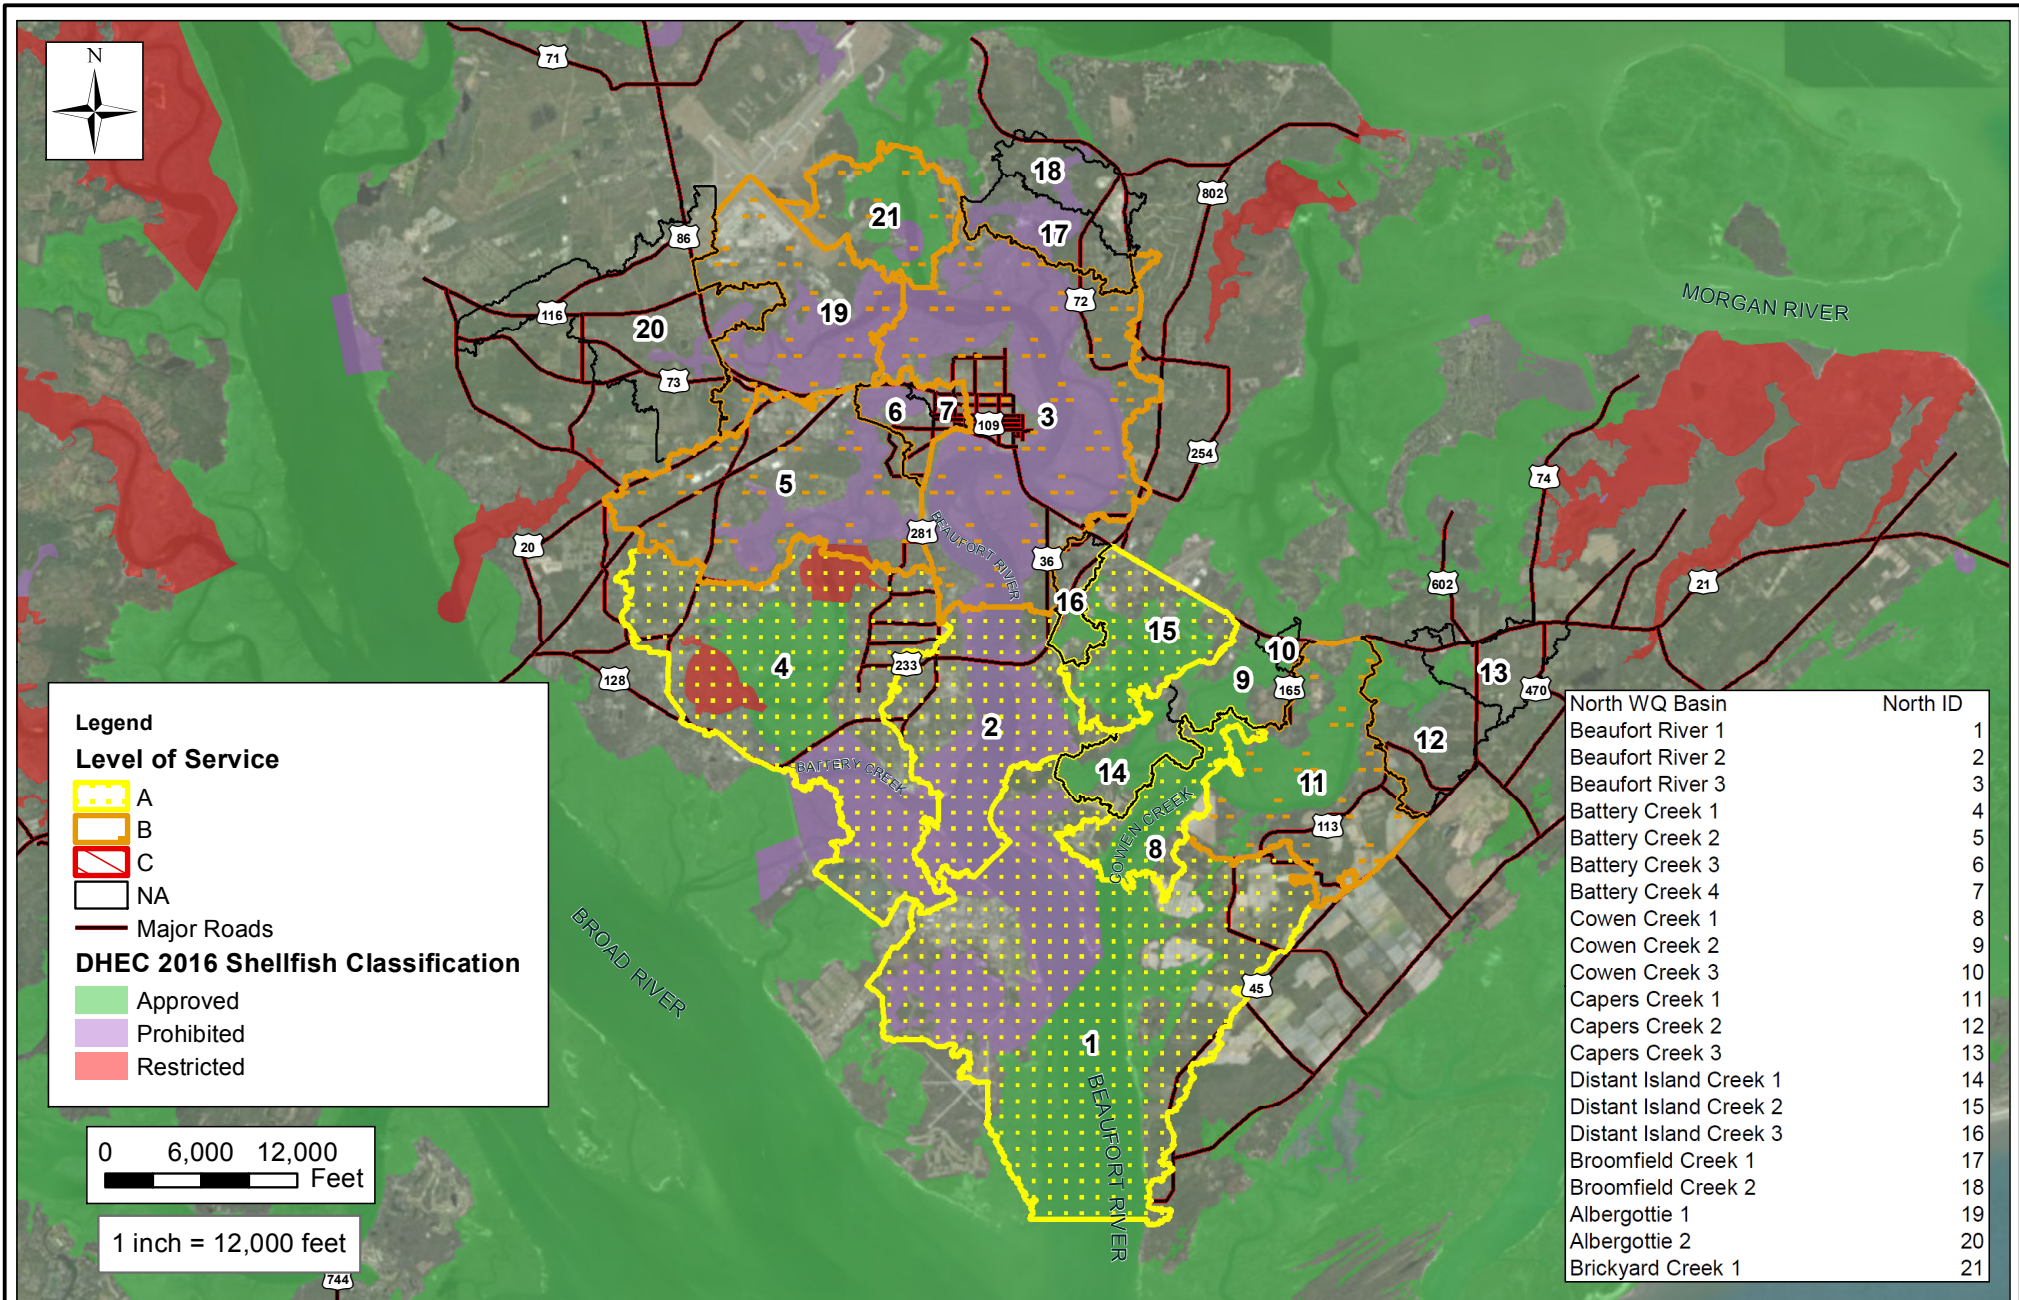 N
71
18
802
21
86
17
MORGAN RIVER
72
116
19
20
73
6
7
109
3
254
74
5
281
BEAUFORT RIVER
20
36
602
21
16
15
10
4
233
128
9
165
13
470
2
12
14
11
BATTERY CREEK
COWEN CREEK
113
8
BROAD RIVER
45
1
BEAUFORT RIVER
Legend
Level of Service
A
B
C
NA
Major Roads
DHEC 2016 Shellfish Classification
Approved
Prohibited
Restricted
0 6,000 12,000
Feet
1 inch = 12,000 feet
744
North WQ Basin North ID
Beaufort River 1 1
Beaufort River 2 2
Beaufort River 3 3
Battery Creek 1 4
Battery Creek 2 5
Battery Creek 3 6
Battery Creek 4 7
Cowen Creek 1 8
Cowen Creek 2 9
Cowen Creek 3 10
Capers Creek 1 11
Capers Creek 2 12
Capers Creek 3 13
Distant Island Creek 1 14
Distant Island Creek 2 15
Distant Island Creek 3 16
Broomfield Creek 1 17
Broomfield Creek 2 18
Albergottie 1 19
Albergottie 2 20
Brickyard Creek 1 21